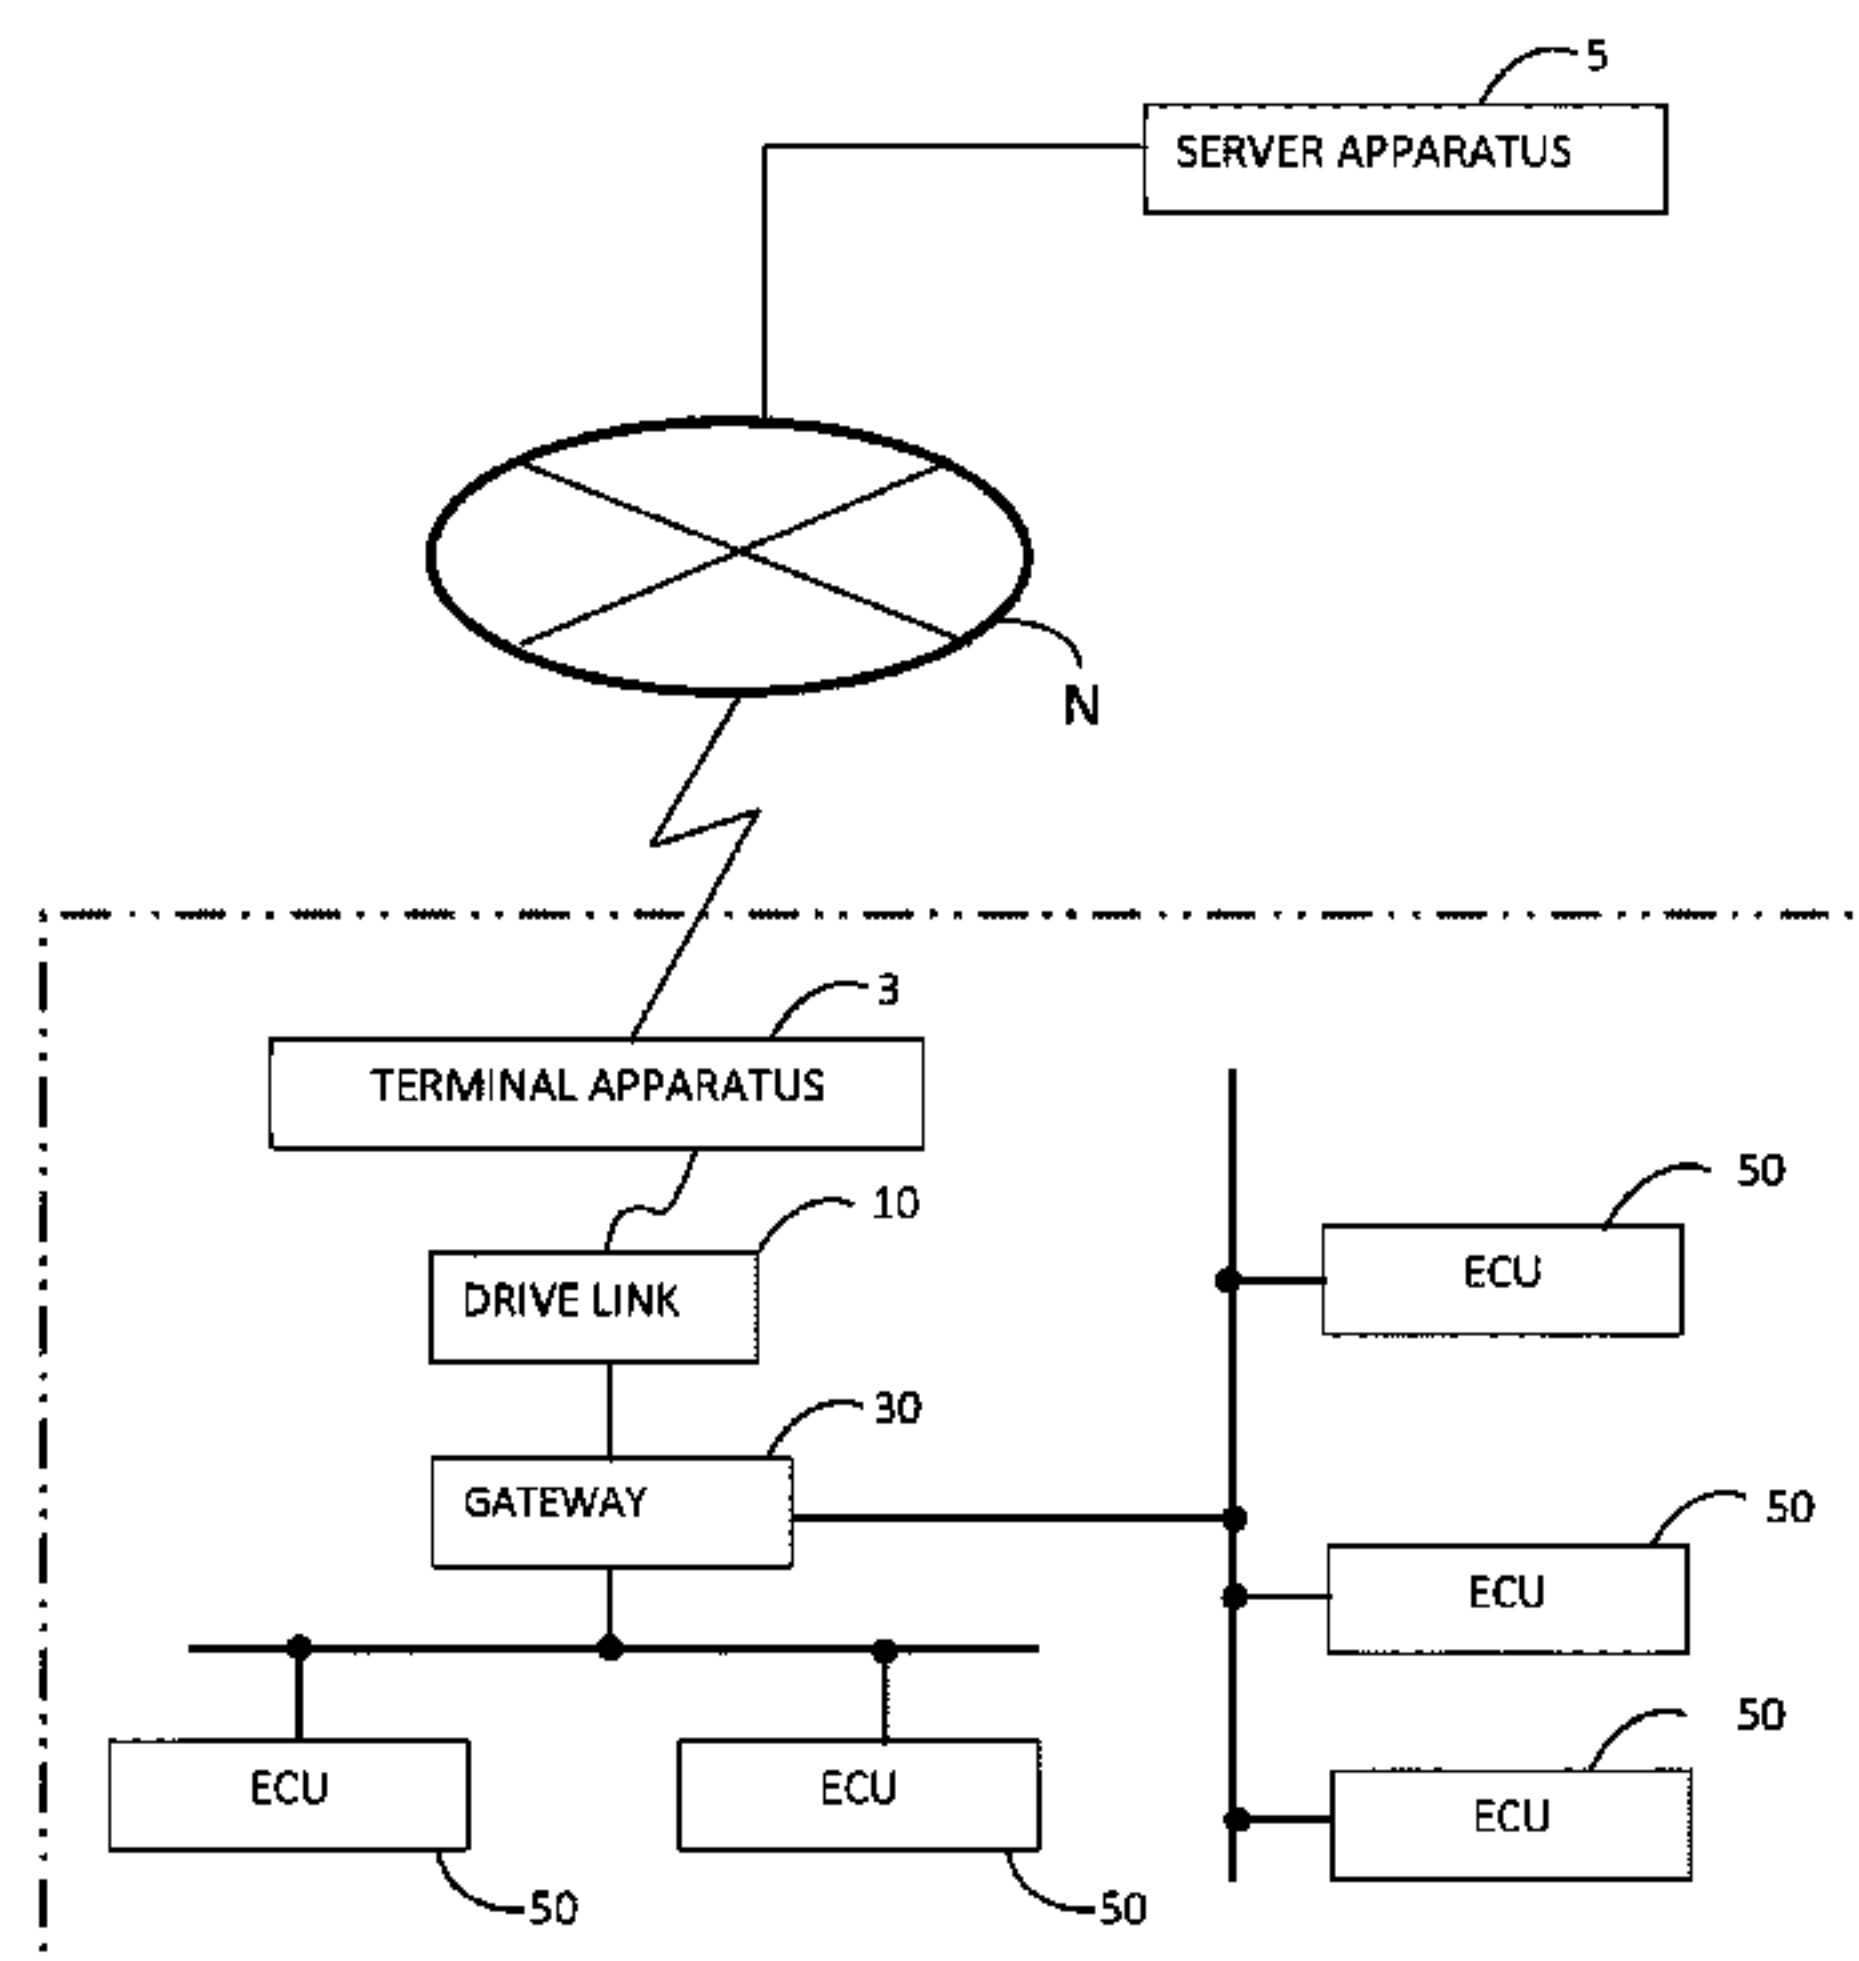 5
SERVER APPARATUS
N
3
TERMINAL APPARATUS
50
10
ECU
DRIVE LINK
30
GATEWAY
50
ECU
50
ECU
ECU
ECU
50
50